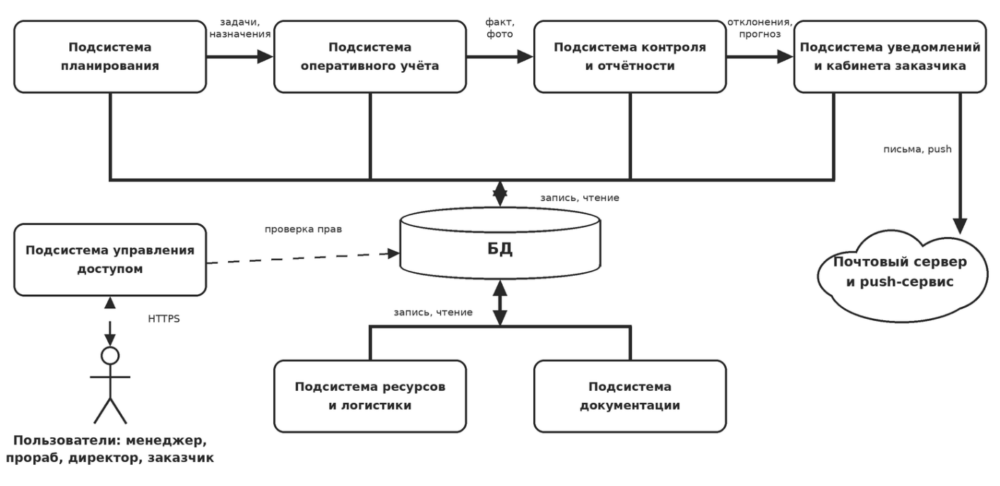 задачи,
назначения
факт,
фото
отклонения,
прогноз
Подсистема
планирования
Подсистема
оперативного учёта
Подсистема контроля
и отчётности
Подсистема уведомлений
и кабинета заказчика
письма, push
запись, чтение
проверка прав
БД
Подсистема управления
доступом
Почтовый сервер
и push-сервис
HTTPS
запись, чтение
Подсистема ресурсов
и логистики
Подсистема
документации
Пользователи: менеджер,
прораб, директор, заказчик